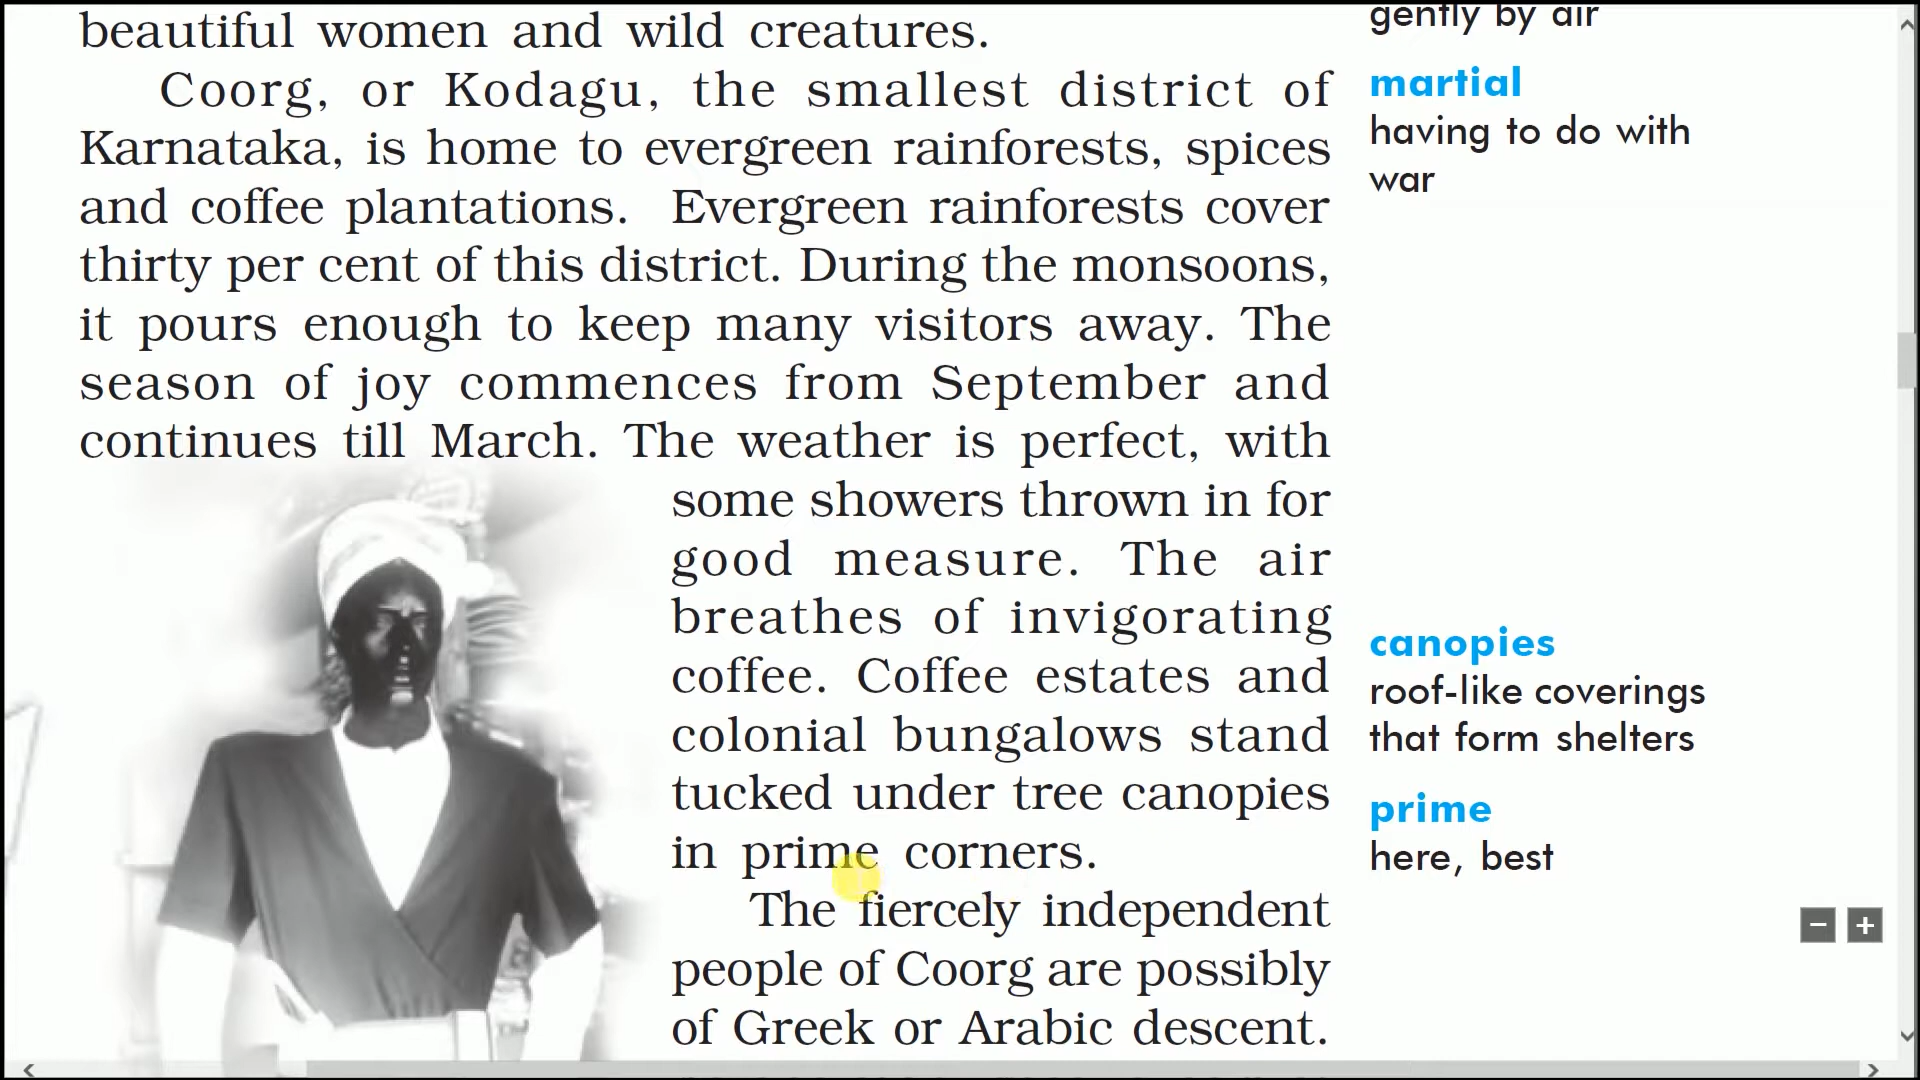 beautiful women and wild creatures.
Coorg, or Kodagu, the smallest district of
Karnataka, is home to evergreen rainforests, spices
and coffee plantations. Evergreen rainforests cover
thirty per cent of this district. During the monsoons,
it pours enough to keep many visitors away. The
season of joy commences from September and
continues till March. The weather is perfect, with
some showers thrown in for
good measure. The air
breathes of invigorating
coffee. Coffee estates and
colonial bungalows stand
tucked under tree canopies
in prime corners.
The fiercely independent
people of Coorg are possibly
of Greek or Arabic descent.
gently by air
martial
having to do with
war
canopies
roof-like coverings
that form shelters
prime
here, best